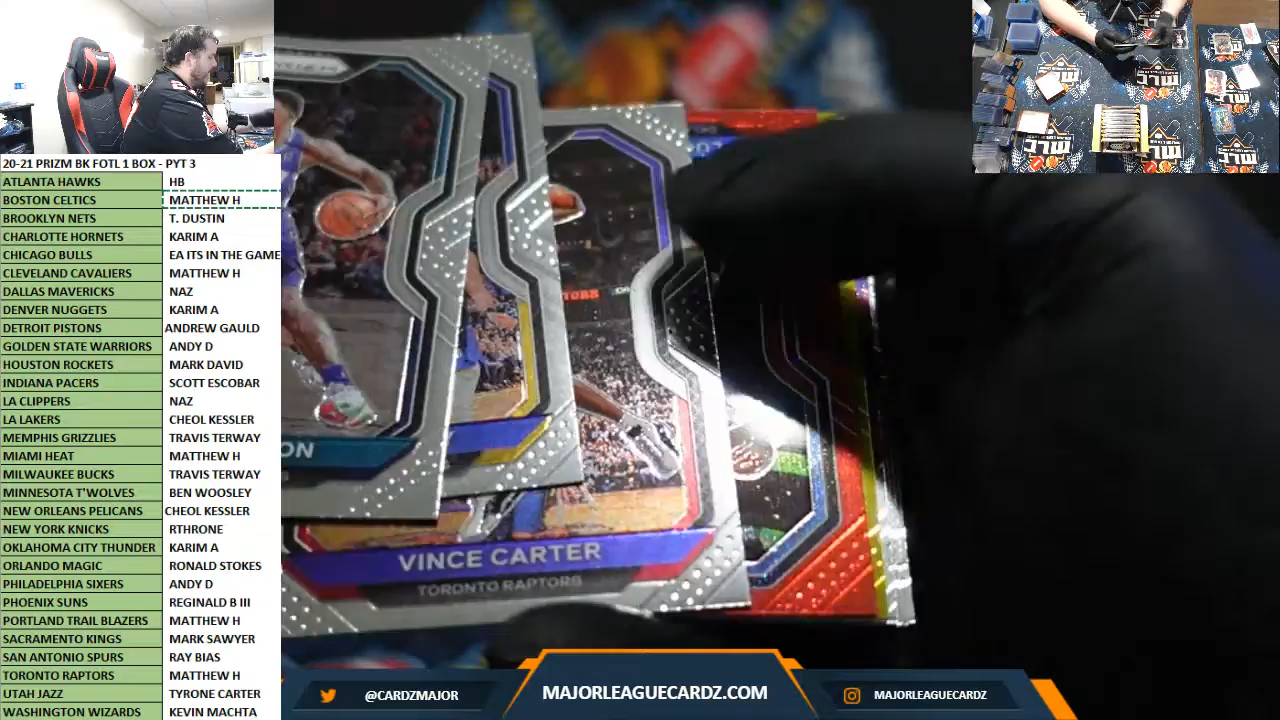 20-21 PRIZM BK FOTL 1 BOX - PYT 3
ATLANTA HAWKS HB
BOSTON CELTICS MATTHEW H
BROOKLYN NETS T. DUSTIN
CHARLOTTE HORNETS KARIM A
CHICAGO BULLS EA ITS IN THE GAME
CLEVELAND CAVALIERS MATTHEW H
DALLAS MAVERICKS NAZ
DENVER NUGGETS KARIM A
DETROIT PISTONS ANDREW GAULD
GOLDEN STATE WARRIORS ANDY D
HOUSTON ROCKETS MARK DAVID
INDIANA PACERS SCOTT ESCOBAR
LA CLIPPERS NAZ
LA LAKERS CHEOL KESSLER
MEMPHIS GRIZZLIES TRAVIS TERWAY
MIAMI HEAT MATTHEW H
MILWAUKEE BUCKS TRAVIS TERWAY
MINNESOTA T'WOLVES BEN WOOSLEY
NEW ORLEANS PELICANS CHEOL KESSLER
NEW YORK KNICKS RTHRONE
OKLAHOMA CITY THUNDER KARIM A
ORLANDO MAGIC RONALD STOKES
PHILADELPHIA SIXERS ANDY D
PHOENIX SUNS REGINALD B III
PORTLAND TRAIL BLAZERS MATTHEW H
SACRAMENTO KINGS MARK SAWYER
SAN ANTONIO SPURS RAY BIAS
TORONTO RAPTORS MATTHEW H
UTAH JAZZ TYRONE CARTER
WASHINGTON WIZARDS KEVIN MACHTA
ON
VINCE CARTER
TORONTO RAPTORS
@CARDZMAJOR
MAJORLEAGUECARDZ.COM
MAJORLEAGUECARDZ